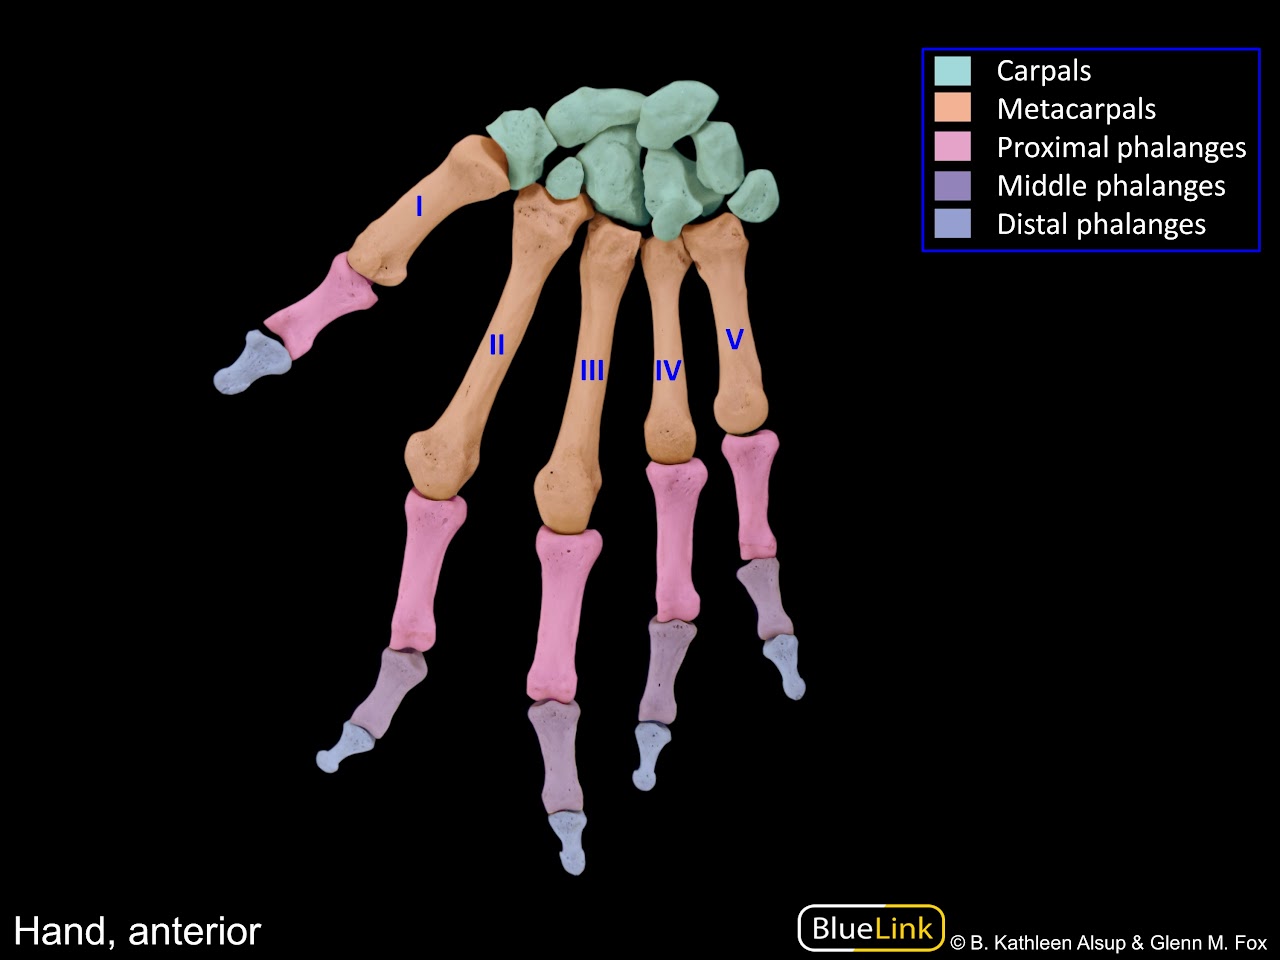 Carpals
Metacarpals
Proximal phalanges
Middle phalanges
Distal phalanges
I
II
III
IV
V
Hand, anterior
BlueLink
© B. Kathleen Alsup & Glenn M. Fox